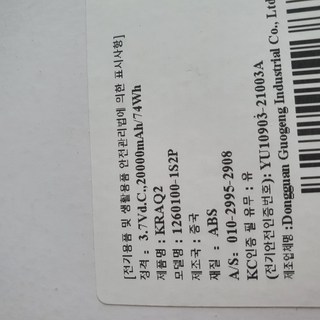 [전기용품 및 생활용품 안전관리법에 의한 표시사항]
정격 : 3.7Vd.C.,20000mAh/74Wh
제품명 : KRAQ2
모델명 : 1260100-1S2P
제조국 : 중국
재질 : ABS
A/S: 010-2995-2908
KC인증 필 유무 : 유
(전기안전인증번호): YU10903-21003A
제조업체명 :Dongguan Guogeng Industrial Co., Ltd